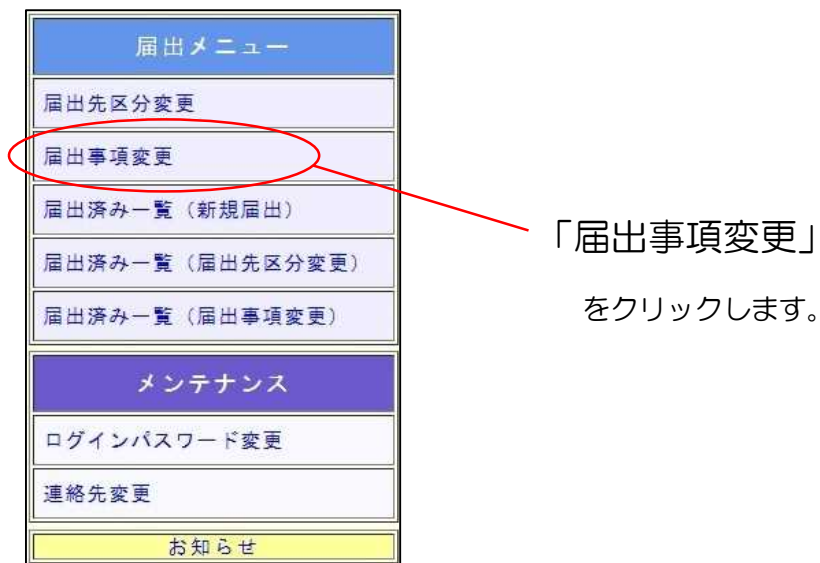 届出メニュー
届出先区分変更
届出事項変更
届出済み一覧（新規届出）
届出済み一覧（届出先区分変更）
届出済み一覧（届出事項変更）
メンテナンス
ログインパスワード変更
連絡先変更
お知らせ
「届出事項変更」
をクリックします。